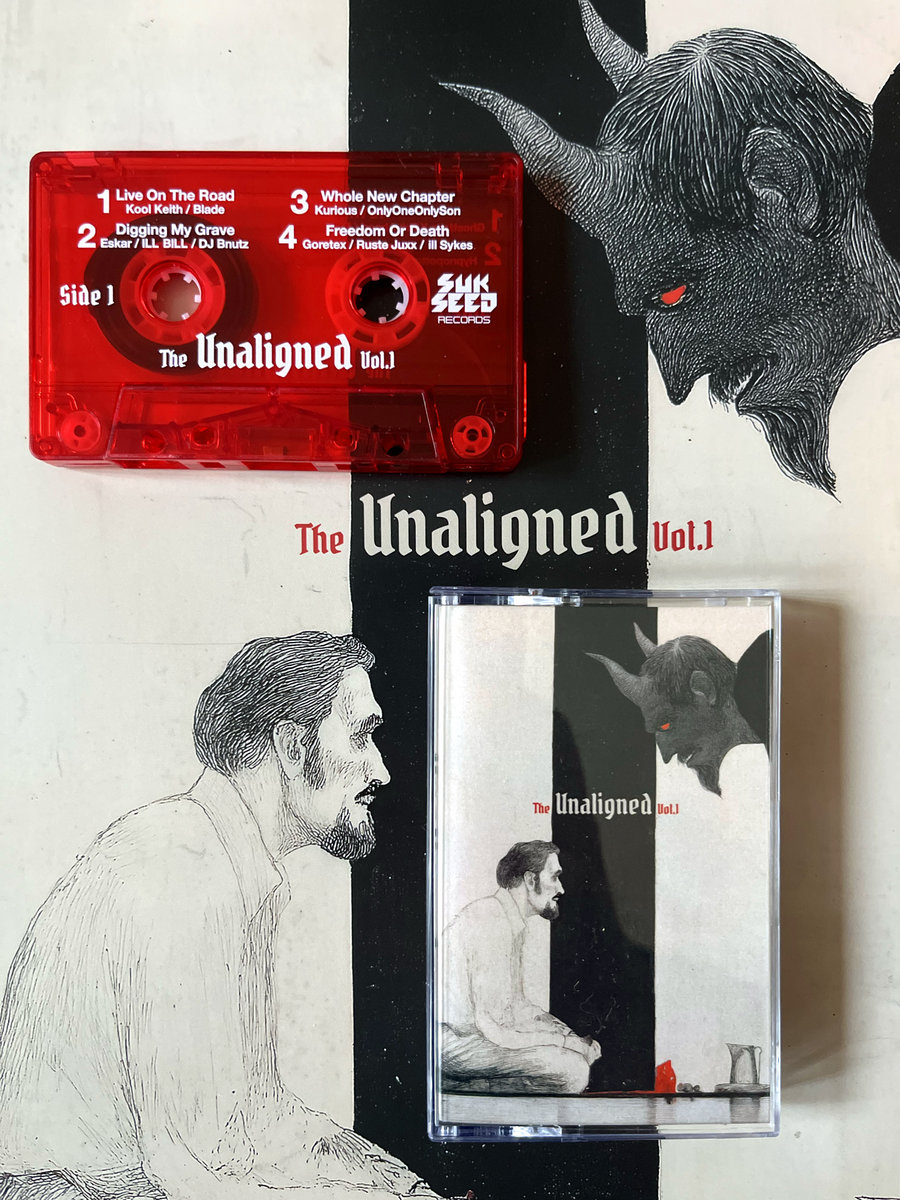 1 Live On The Road
Kool Keith / Blade
2 Digging My Grave
Eskar / ILL BILL / DJ Bnutz
3 Whole New Chapter
Kurious / OnlyOneOnlySon
4 Freedom Or Death
Goretex / Ruste Juxx / ill Sykes
Side 1
SUK
SEED
RECORDS
The Unaligned Vol.1
The Unaligned Vol.1
The Unaligned Vol.1